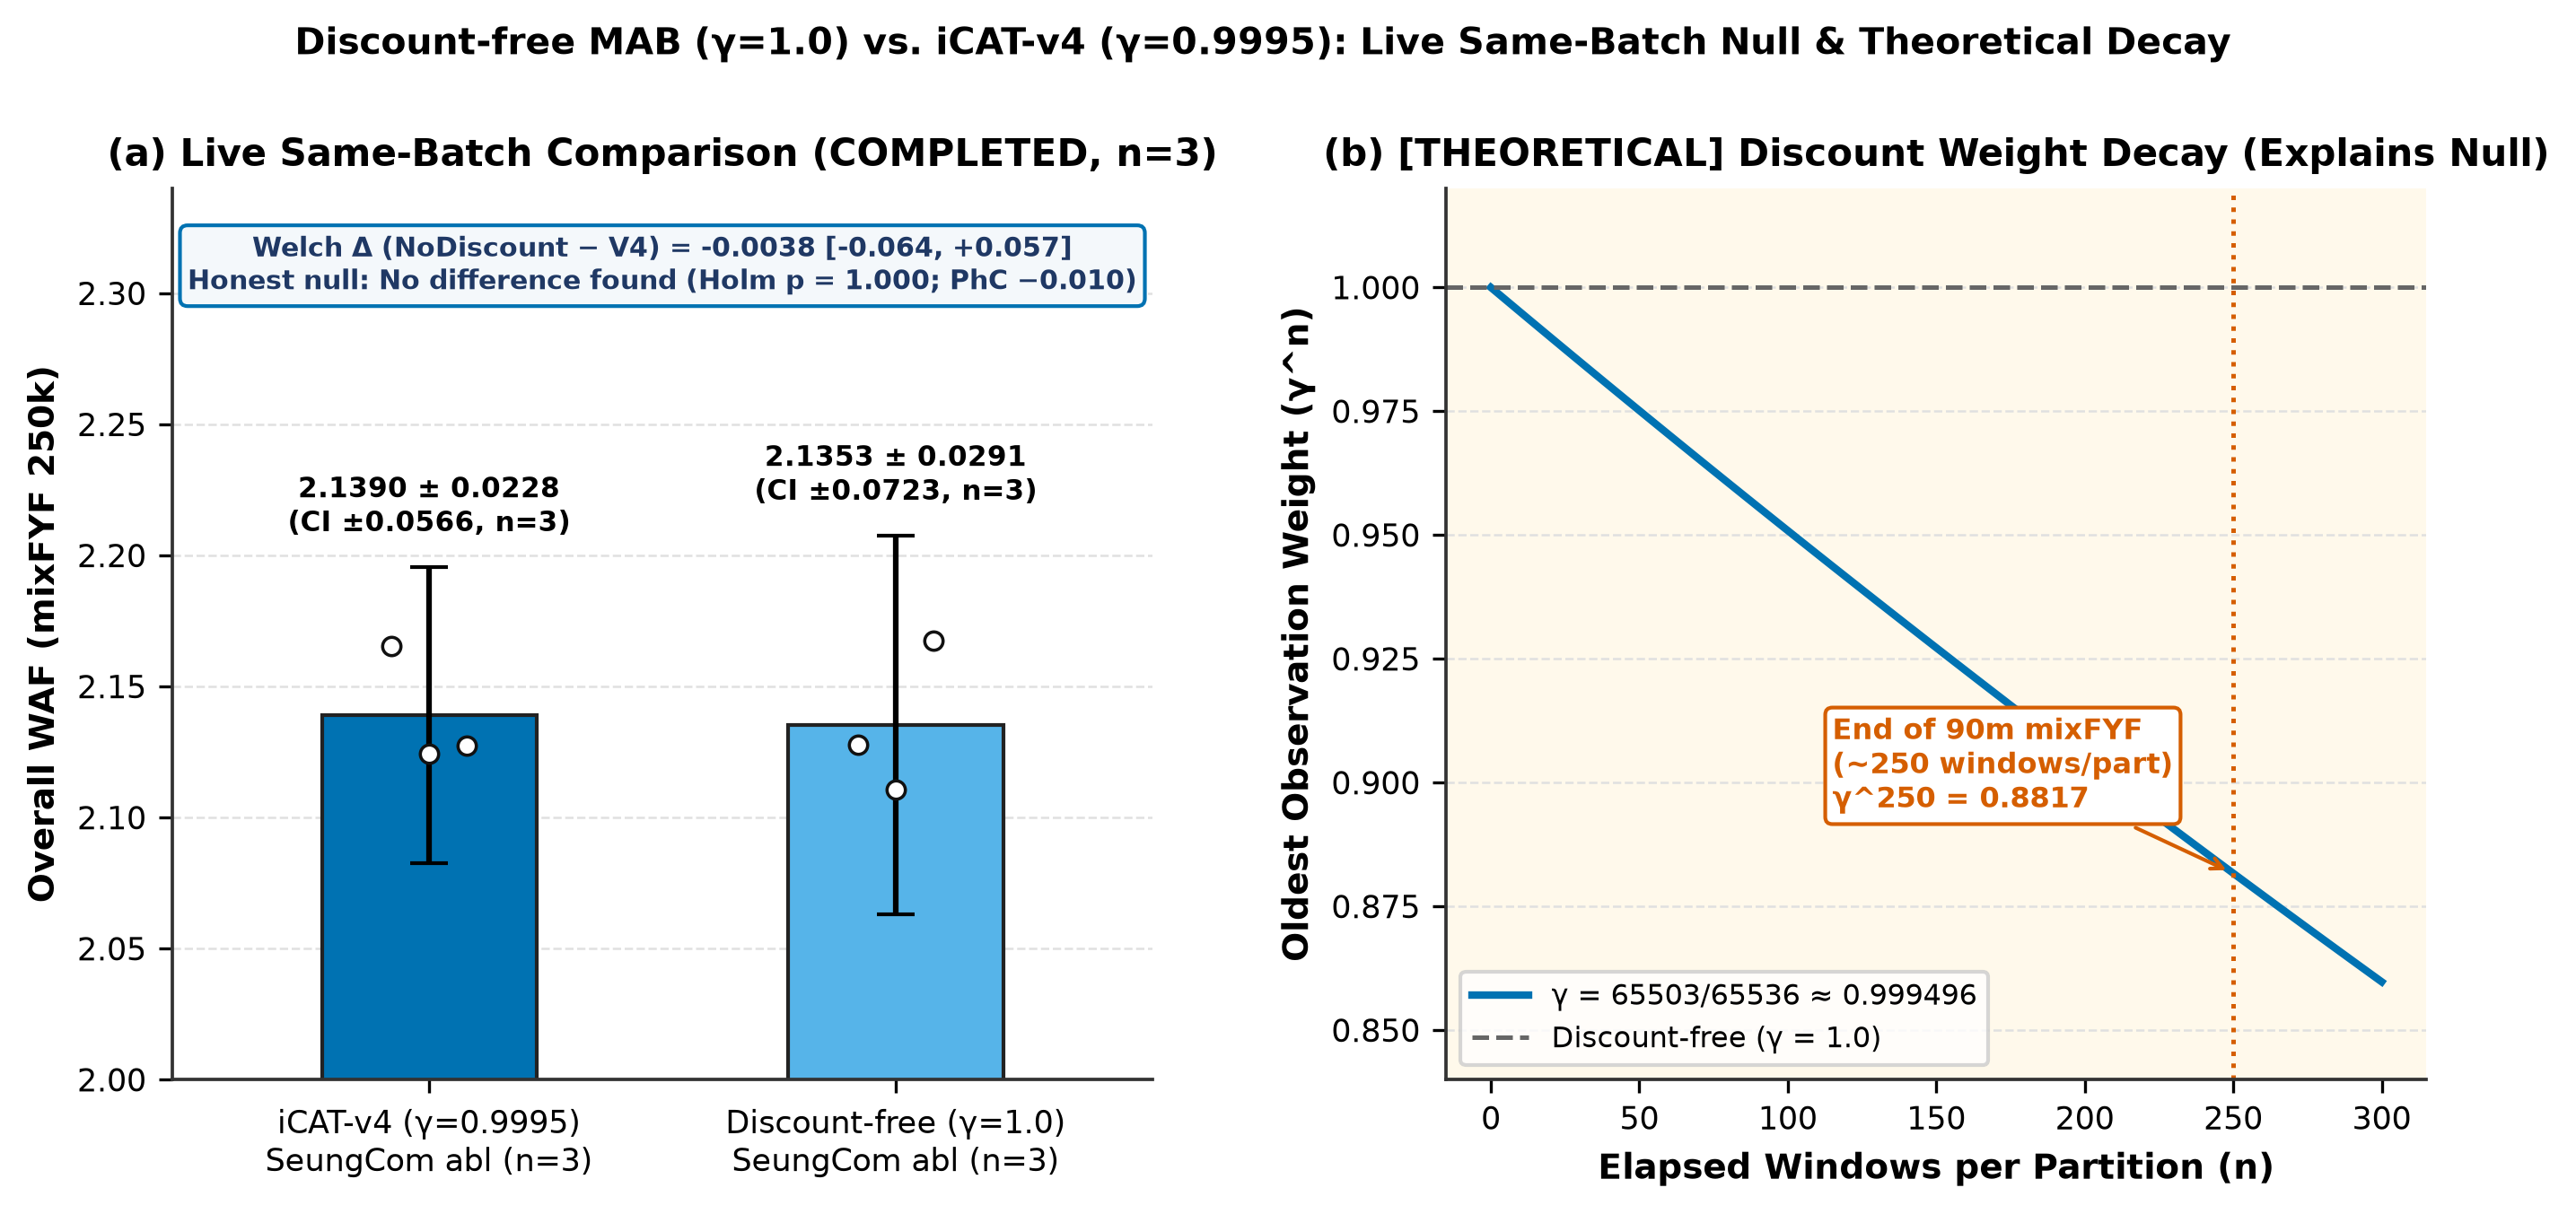 Discount-free MAB (γ=1.0) vs. iCAT-v4 (γ=0.9995): Live Same-Batch Null & Theoretical Decay
(a) Live Same-Batch Comparison (COMPLETED, n=3)
Welch Δ (NoDiscount − V4) = -0.0038 [-0.064, +0.057]
Honest null: No difference found (Holm p = 1.000; PhC −0.010)
Overall WAF (mixFYF 250k)
2.30
2.25
2.20
2.15
2.10
2.05
2.00
2.1390 ± 0.0228
(CI ±0.0566, n=3)
2.1353 ± 0.0291
(CI ±0.0723, n=3)
iCAT-v4 (γ=0.9995)
SeungCom abl (n=3)
Discount-free (γ=1.0)
SeungCom abl (n=3)
(b) [THEORETICAL] Discount Weight Decay (Explains Null)
Oldest Observation Weight (γ^n)
1.000
0.975
0.950
0.925
0.900
0.875
0.850
End of 90m mixFYF
(~250 windows/part)
γ^250 = 0.8817
γ = 65503/65536 ≈ 0.999496
Discount-free (γ = 1.0)
0 50 100 150 200 250 300
Elapsed Windows per Partition (n)